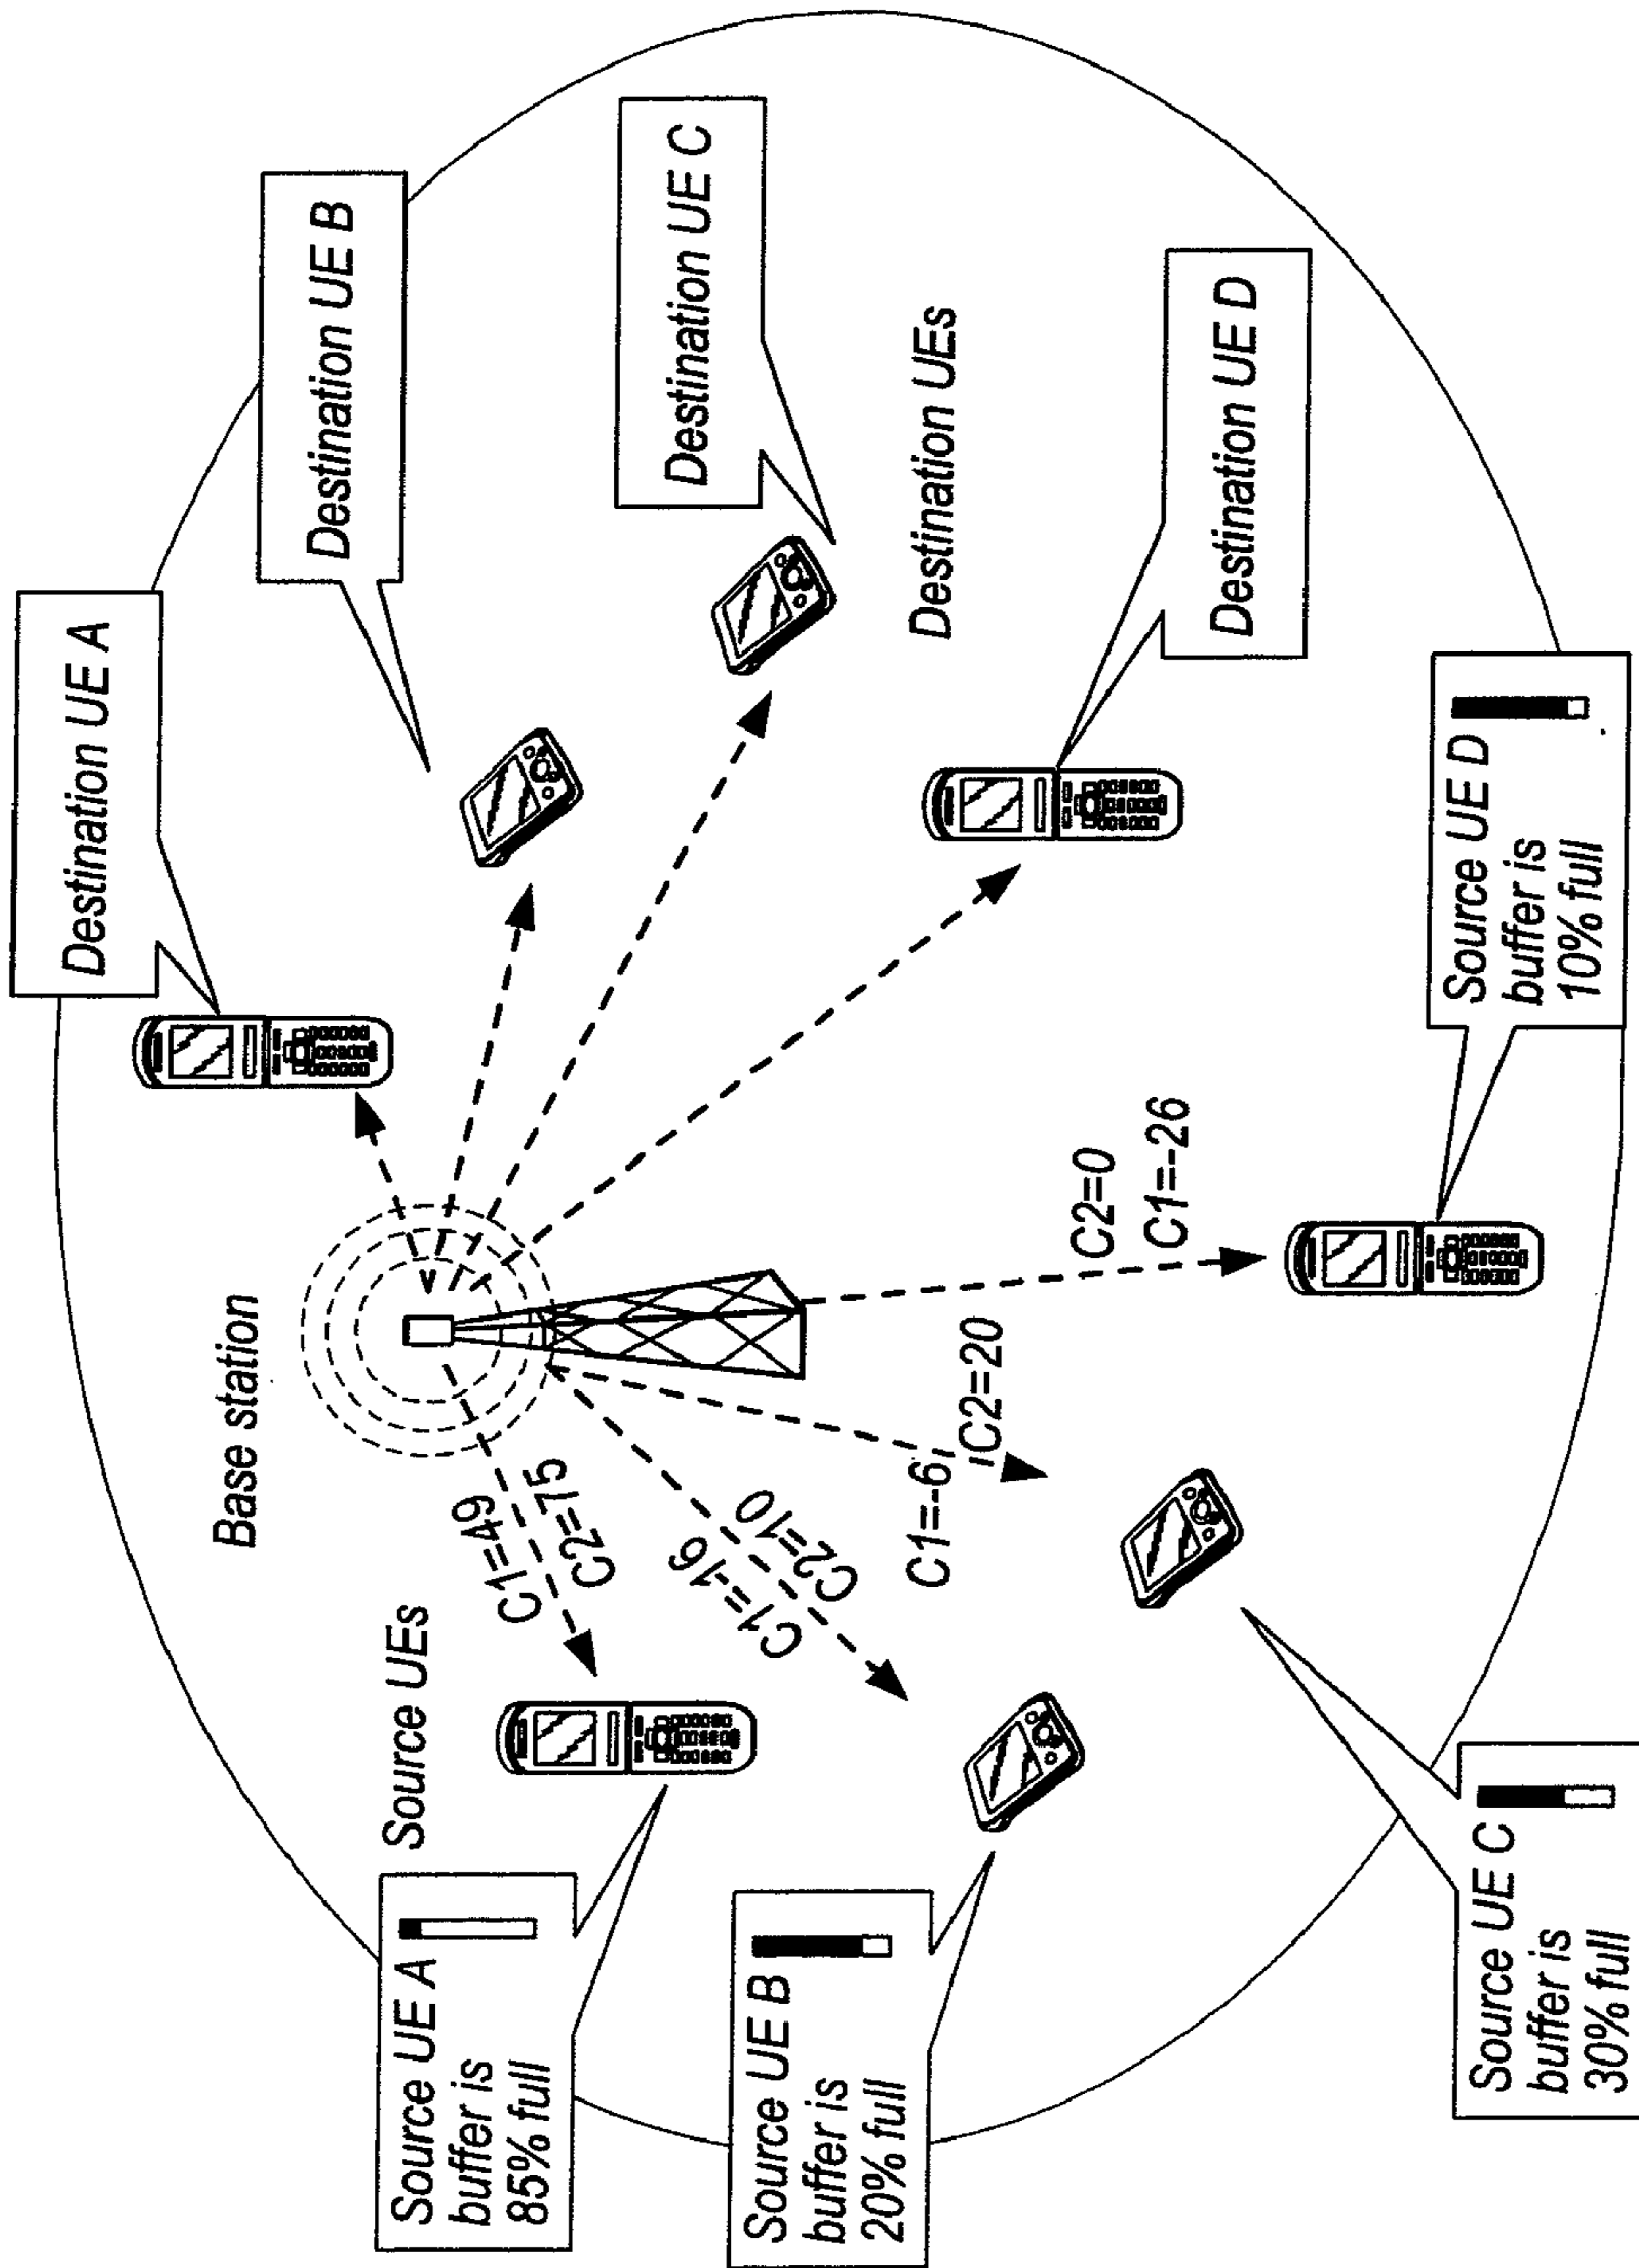 Source UEs
Base station
Destination UE A
Destination UE B
Destination UE C
Destination UEs
Destination UE D
Source UE A
buffer is
85% full
C1=49
C2=75
Source UE B
buffer is
20% full
C1=-16
C2=10
C1=-6
C2=20
Source UE C
buffer is
30% full
C2=0
C1=-26
Source UE D
buffer is
10% full